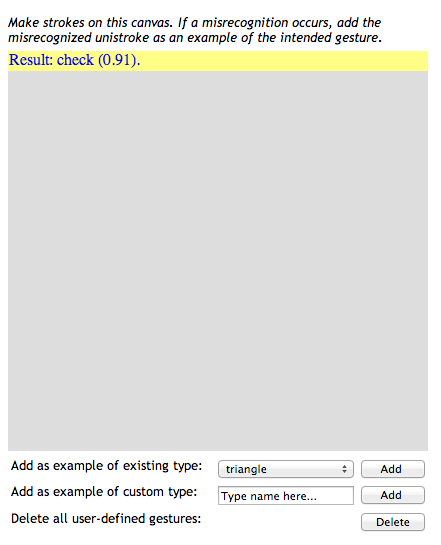 Make strokes on this canvas. If a misrecognition occurs, add the
misrecognized unistroke as an example of the intended gesture.
Result: check (0.91).
Add as example of existing type: triangle Add
Add as example of custom type: Type name here... Add
Delete all user-defined gestures: Delete